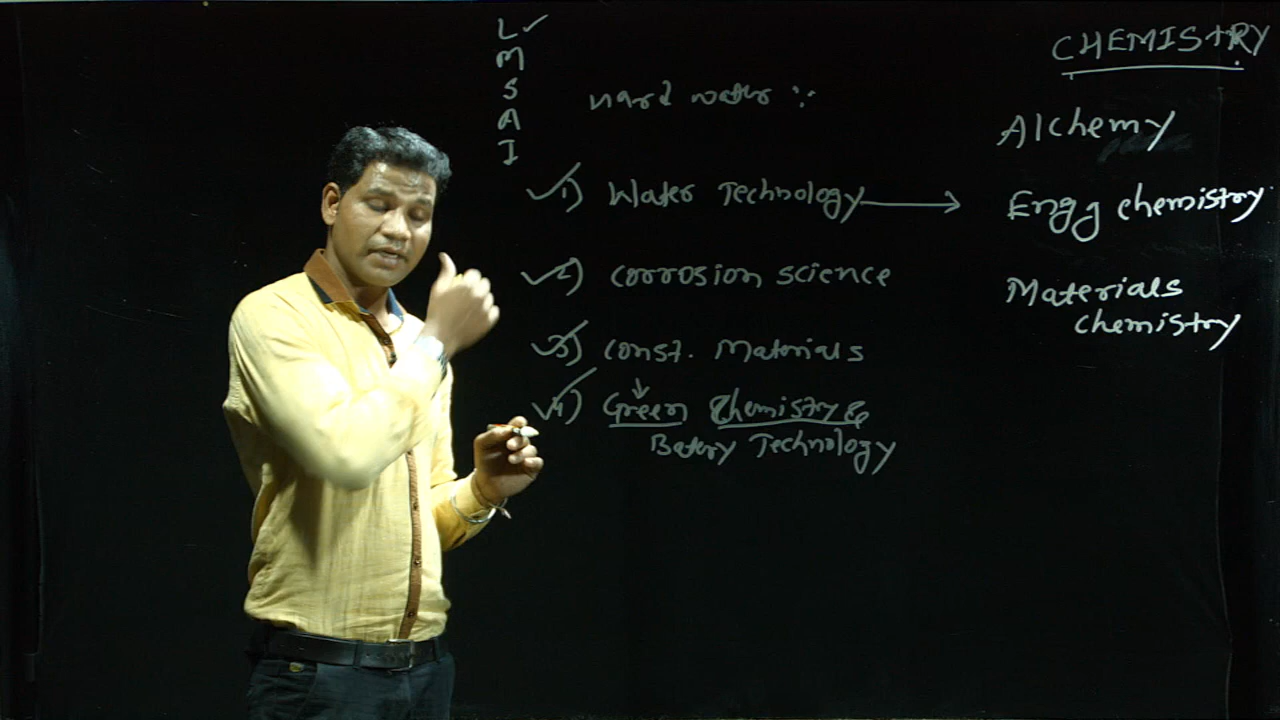 CHEMISTRY
L ✓
M
S
A
I
Hard water :-
Alchemy
✓1) Water Technology → Engg chemistry
✓2) corrosion science
Materials
chemistry
✓3) const. Materials
✓4) Green Chemistry &
Batery Technology